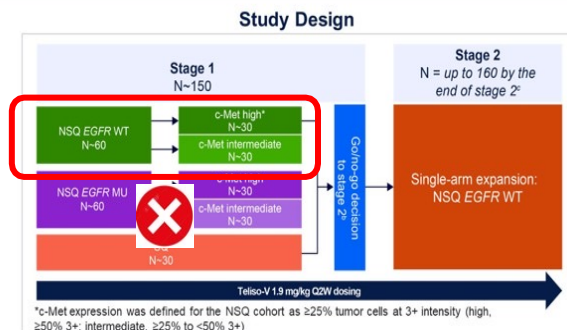 Study Design
Stage 1
N~150
Stage 2
N = up to 160 by the
end of stage 2ᶜ
NSQ EGFR WT
N~60
c-Met high*
N~30
c-Met intermediate
N~30
NSQ EGFR MU
N~60
c-Met high
N~30
c-Met intermediate
N~30
N~30
Go/no-go decision
to stage 2ᵇ
Single-arm expansion:
NSQ EGFR WT
Teliso-V 1.9 mg/kg Q2W dosing
*c-Met expression was defined for the NSQ cohort as ≥25% tumor cells at 3+ intensity (high,
≥50% 3+; intermediate, ≥25% to <50% 3+)